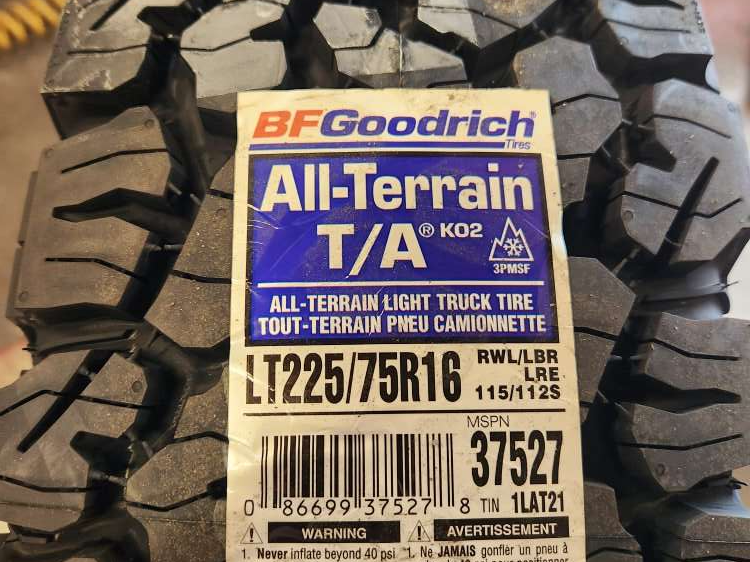 BFGoodrich®
Tires
All-Terrain
T/A® KO2
3PMSF
ALL-TERRAIN LIGHT TRUCK TIRE
TOUT-TERRAIN PNEU CAMIONNETTE
LT225/75R16 RWL/LBR
LRE
115/112S
MSPN
37527
0 86699 37527 8 TIN 1LAT21
WARNING AVERTISSEMENT
1. Never inflate beyond 40 psi
1. Ne JAMAIS gonfler un pneu à